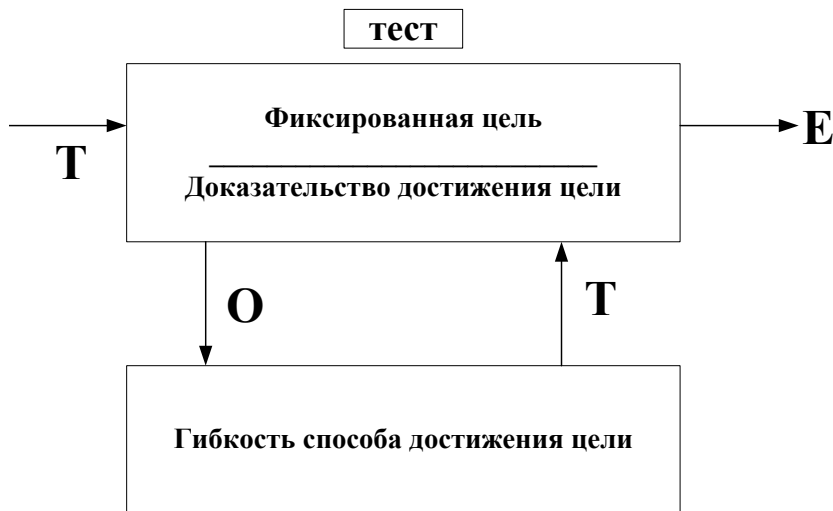 тест
Фиксированная цель
Т
Е
Доказательство достижения цели
О
Т
Гибкость способа достижения цели